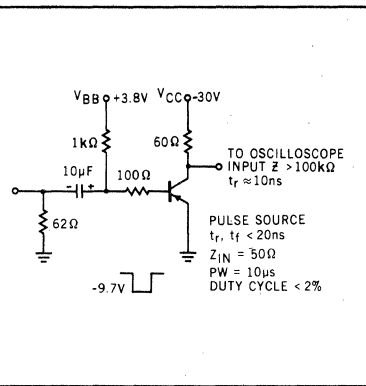 VBB +3.8V
VCC -30V
1kΩ
60Ω
TO OSCILLOSCOPE
INPUT Z > 100kΩ
tr ≈ 10ns
10μF
- +
100Ω
62Ω
PULSE SOURCE
tr, tf < 20ns
ZIN = 50Ω
PW = 10μs
DUTY CYCLE < 2%
-9.7V